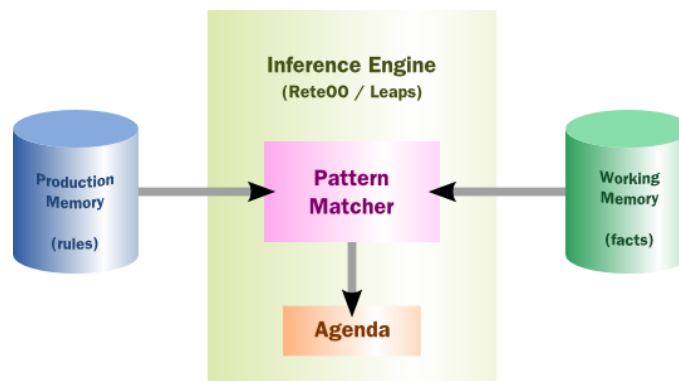 Inference Engine
(ReteOO / Leaps)
Production
Memory
(rules)
Pattern
Matcher
Working
Memory
(facts)
Agenda